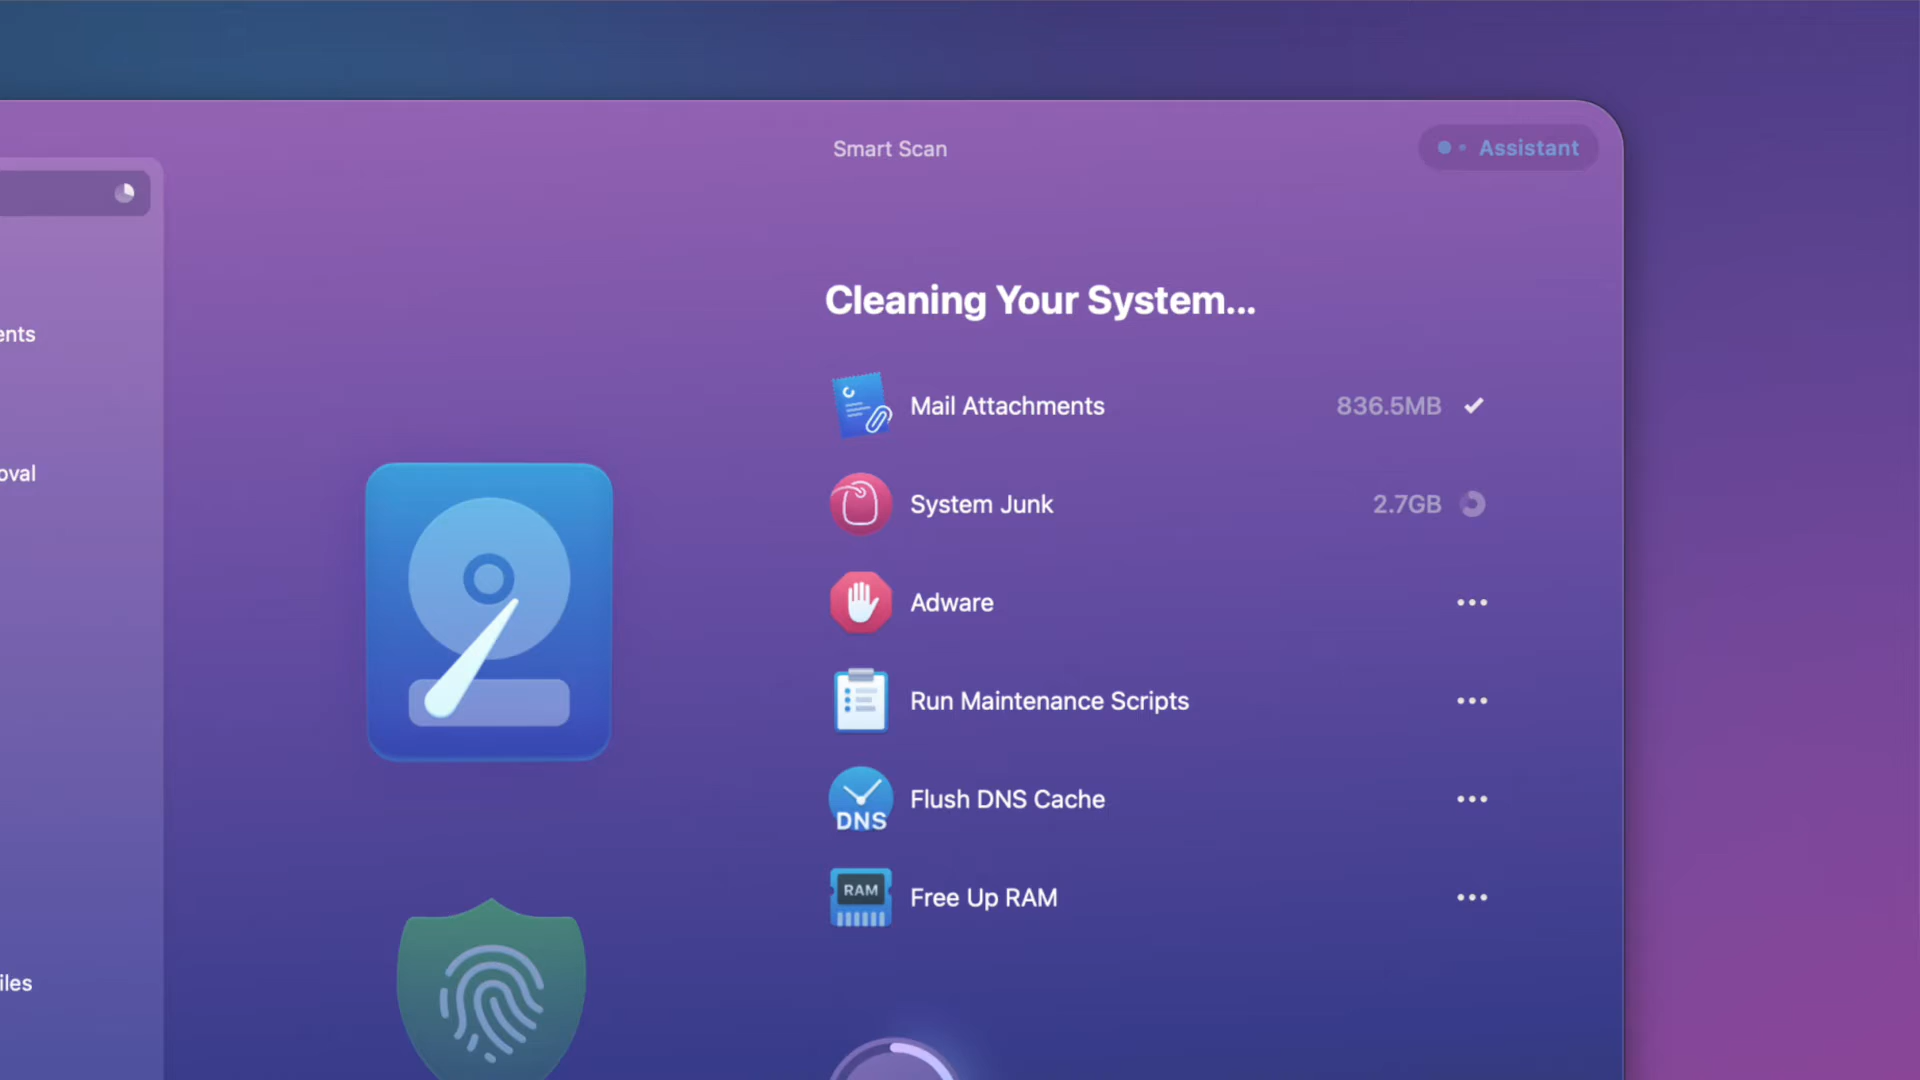 Smart Scan
Assistant
ents
oval
iles
Cleaning Your System...
Mail Attachments 836.5MB
System Junk 2.7GB
Adware
Run Maintenance Scripts
DNS
Flush DNS Cache
RAM
Free Up RAM